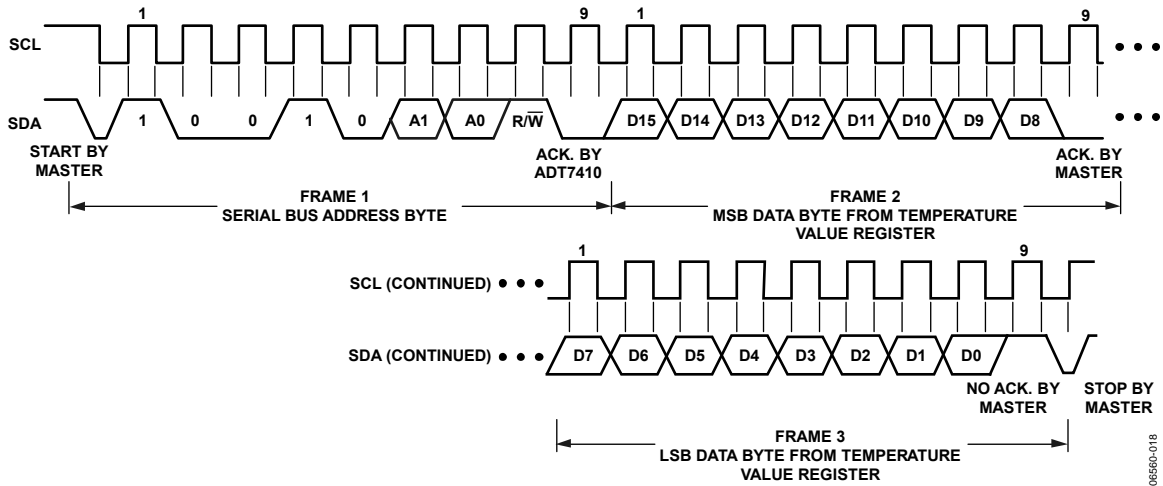 1 9 1 9
SCL
SDA 1 0 0 1 0 A1 A0 R/W̅ D15 D14 D13 D12 D11 D10 D9 D8
START BY
MASTER
ACK. BY
ADT7410
ACK. BY
MASTER
FRAME 1
SERIAL BUS ADDRESS BYTE
FRAME 2
MSB DATA BYTE FROM TEMPERATURE
VALUE REGISTER
1 9
SCL (CONTINUED)
SDA (CONTINUED) D7 D6 D5 D4 D3 D2 D1 D0
NO ACK. BY
MASTER
STOP BY
MASTER
FRAME 3
LSB DATA BYTE FROM TEMPERATURE
VALUE REGISTER
06560-018